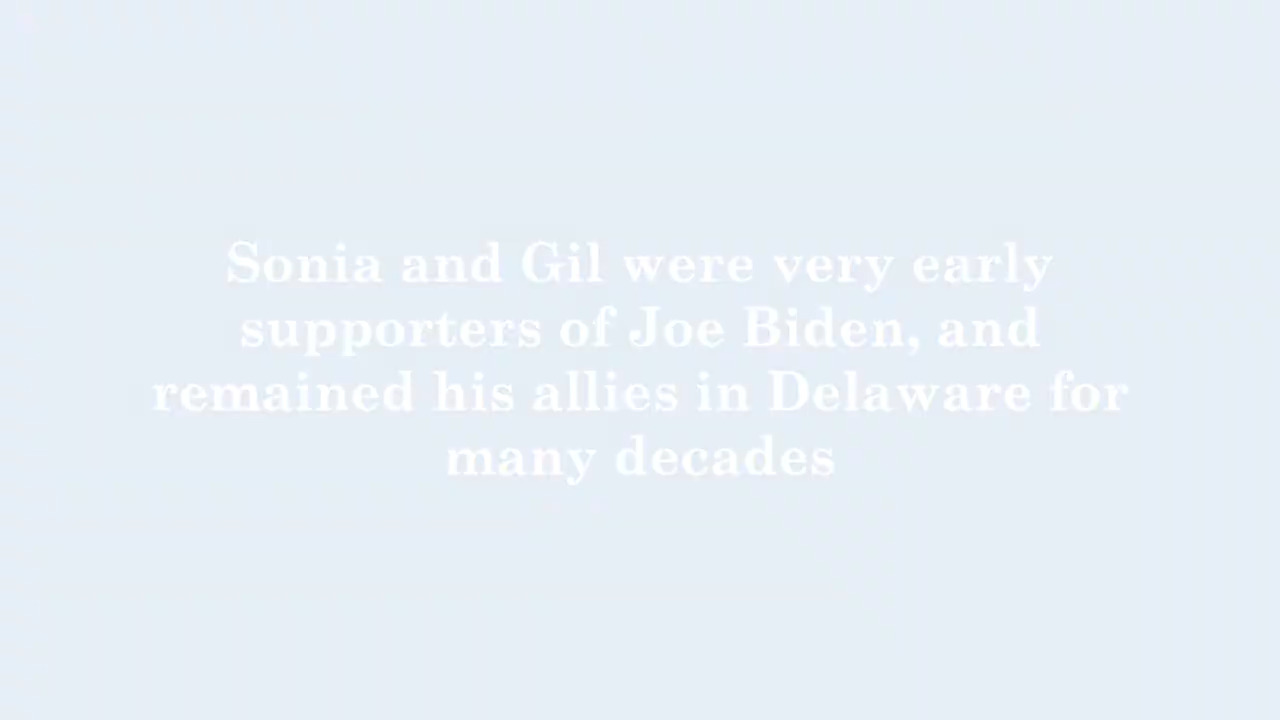 Sonia and Gil were very early
supporters of Joe Biden, and
remained his allies in Delaware for
many decades